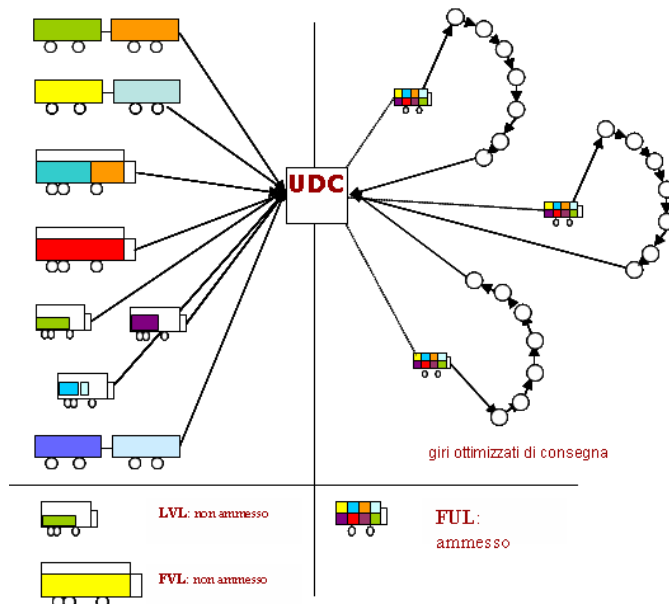 UDC
giri ottimizzati di consegna
LVL: non ammesso
FUL:
ammesso
FVL: non ammesso